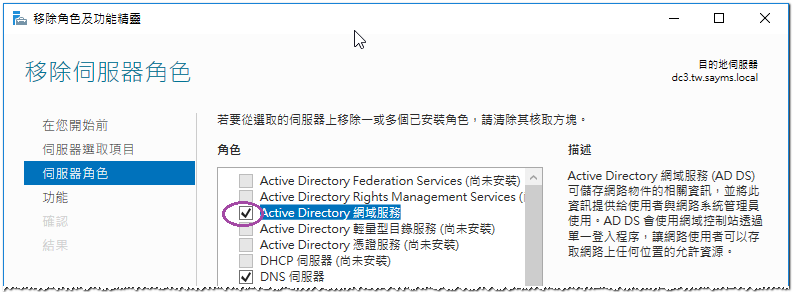 移除角色及功能精靈
移除伺服器角色
目的地伺服器
dc3.tw.sayms.local
在您開始前
伺服器選取項目
伺服器角色
功能
確認
結果
若要從選取的伺服器上移除一或多個已安裝角色，請清除其核取方塊。
角色
Active Directory Federation Services (尚未安裝)
Active Directory Rights Management Services (
Active Directory 網域服務
Active Directory 輕量型目錄服務 (尚未安裝)
Active Directory 憑證服務 (尚未安裝)
DHCP 伺服器 (尚未安裝)
DNS 伺服器
描述
Active Directory 網域服務 (AD DS)
可儲存網路物件的相關資訊，並將此
資訊提供給使用者與網路系統管理員
使用。AD DS 會使用網域控制站透過
單一登入程序，讓網路使用者可以存
取網路上任何位置的允許資源。